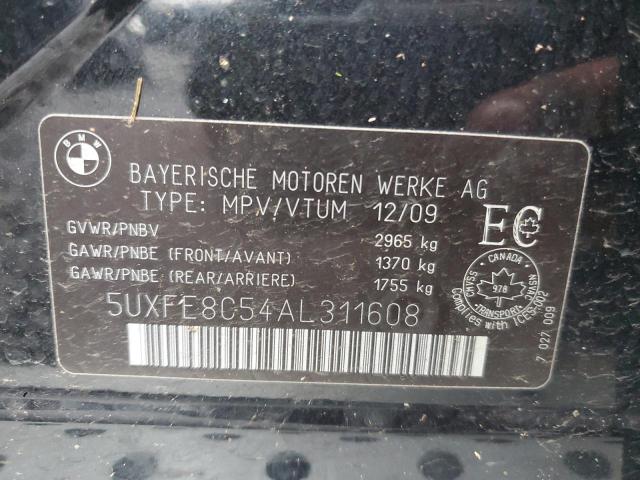 BMW
BAYERISCHE MOTOREN WERKE AG
TYPE: MPV/VTUM 12/09
GVWR/PNBV 2965 kg
GAWR/PNBE (FRONT/AVANT) 1370 kg
GAWR/PNBE (REAR/ARRIERE) 1755 kg
5UXFE8C54AL311608
EC
CANADA
CMVSS
NSVAC
978
TRANSPORT
Complies with
ICES-002
7 027 009